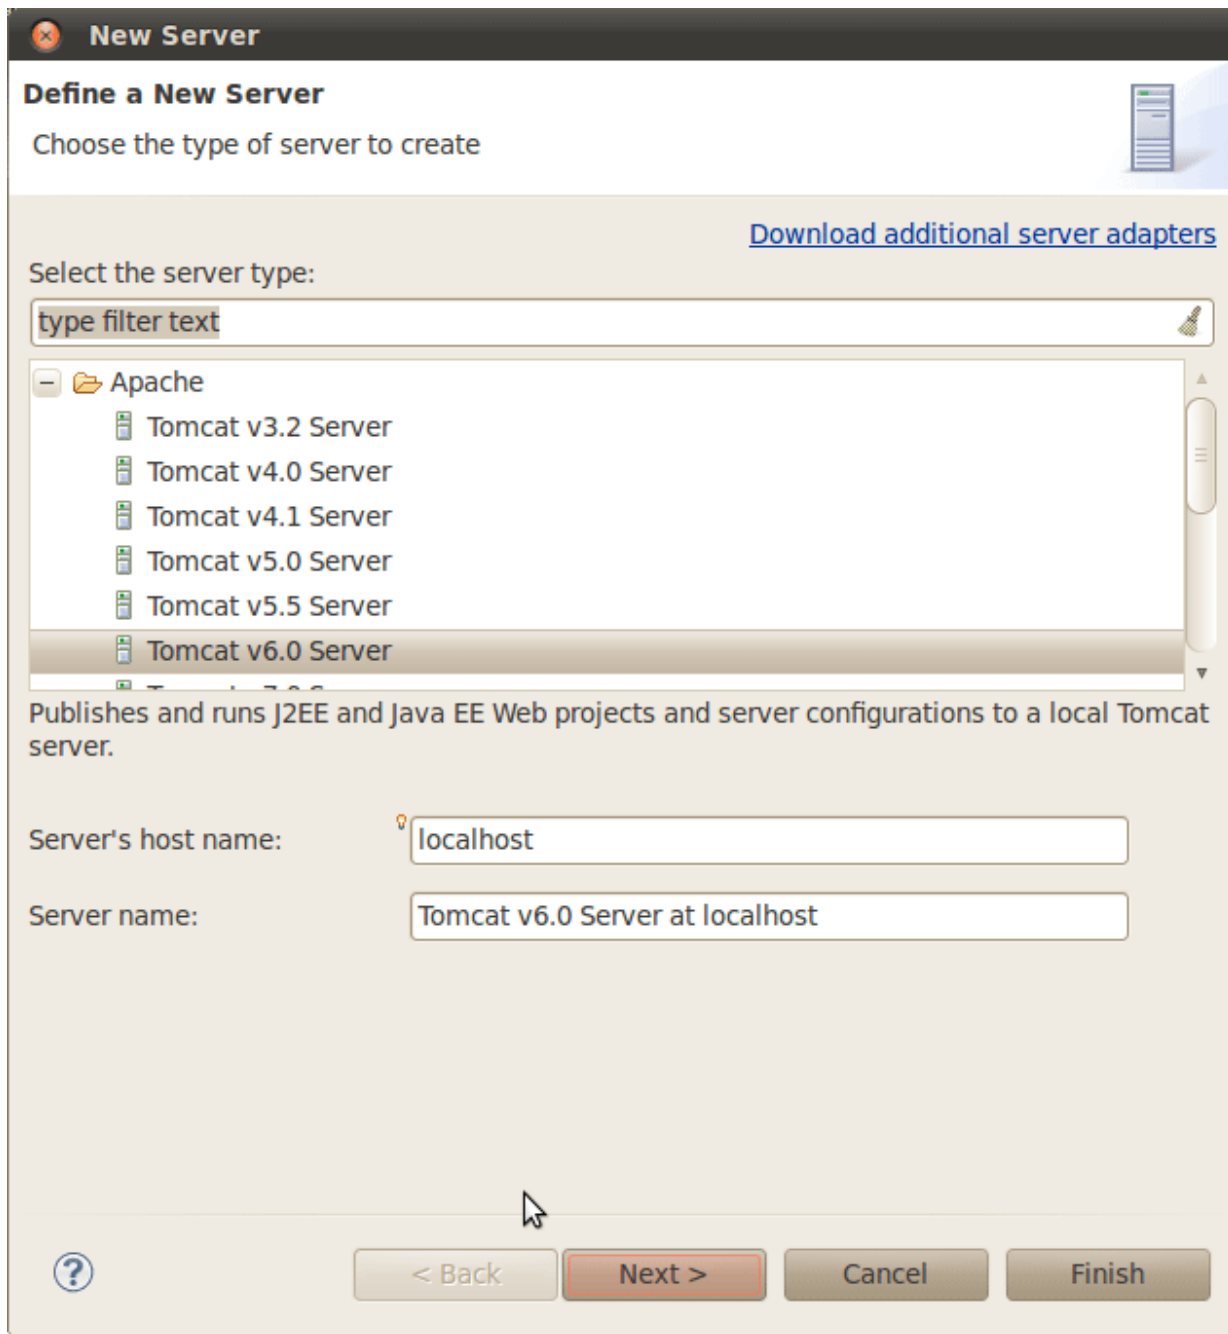 New Server
Define a New Server
Choose the type of server to create
Download additional server adapters
Select the server type:
type filter text
Apache
Tomcat v3.2 Server
Tomcat v4.0 Server
Tomcat v4.1 Server
Tomcat v5.0 Server
Tomcat v5.5 Server
Tomcat v6.0 Server
Publishes and runs J2EE and Java EE Web projects and server configurations to a local Tomcat
server.
Server's host name: localhost
Server name: Tomcat v6.0 Server at localhost
? < Back Next > Cancel Finish